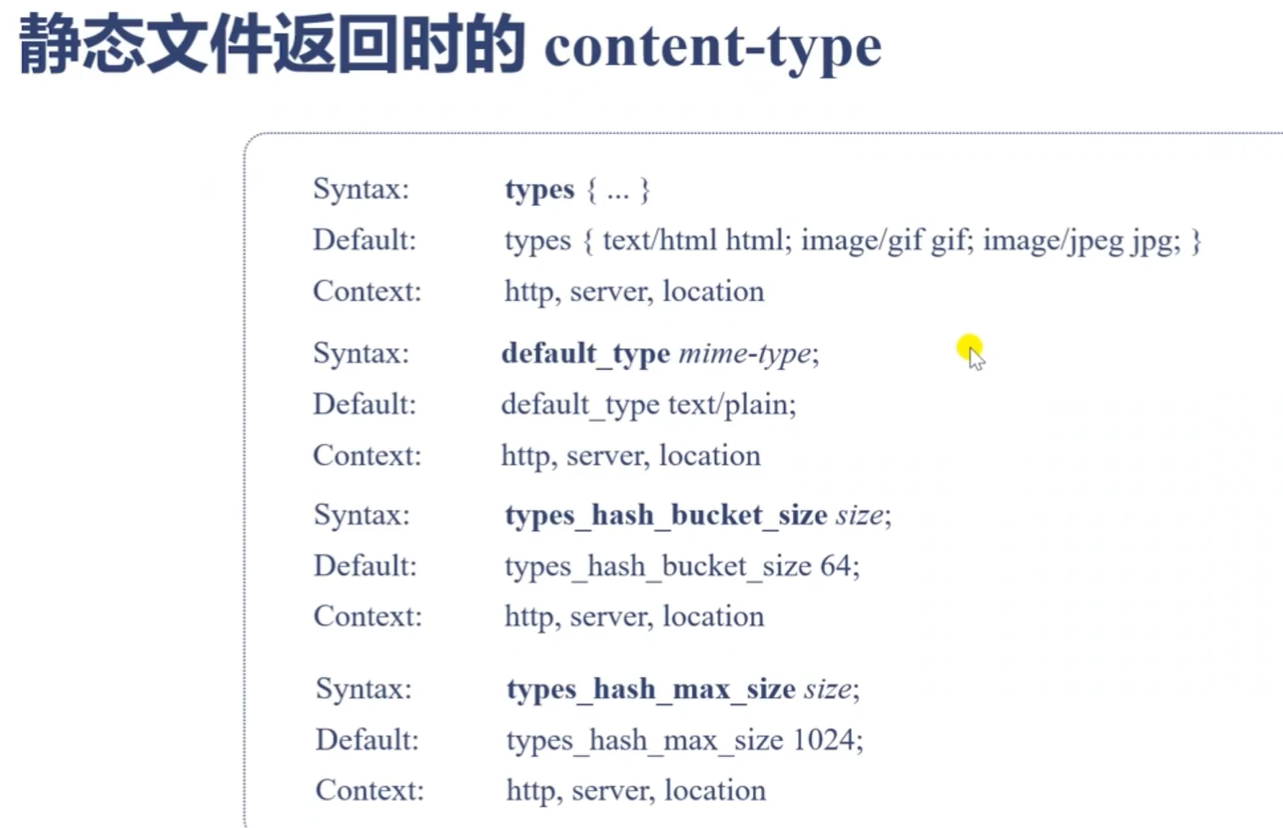 静态文件返回时的 content-type
Syntax: types { ... }
Default: types { text/html html; image/gif gif; image/jpeg jpg; }
Context: http, server, location
Syntax: default_type mime-type;
Default: default_type text/plain;
Context: http, server, location
Syntax: types_hash_bucket_size size;
Default: types_hash_bucket_size 64;
Context: http, server, location
Syntax: types_hash_max_size size;
Default: types_hash_max_size 1024;
Context: http, server, location